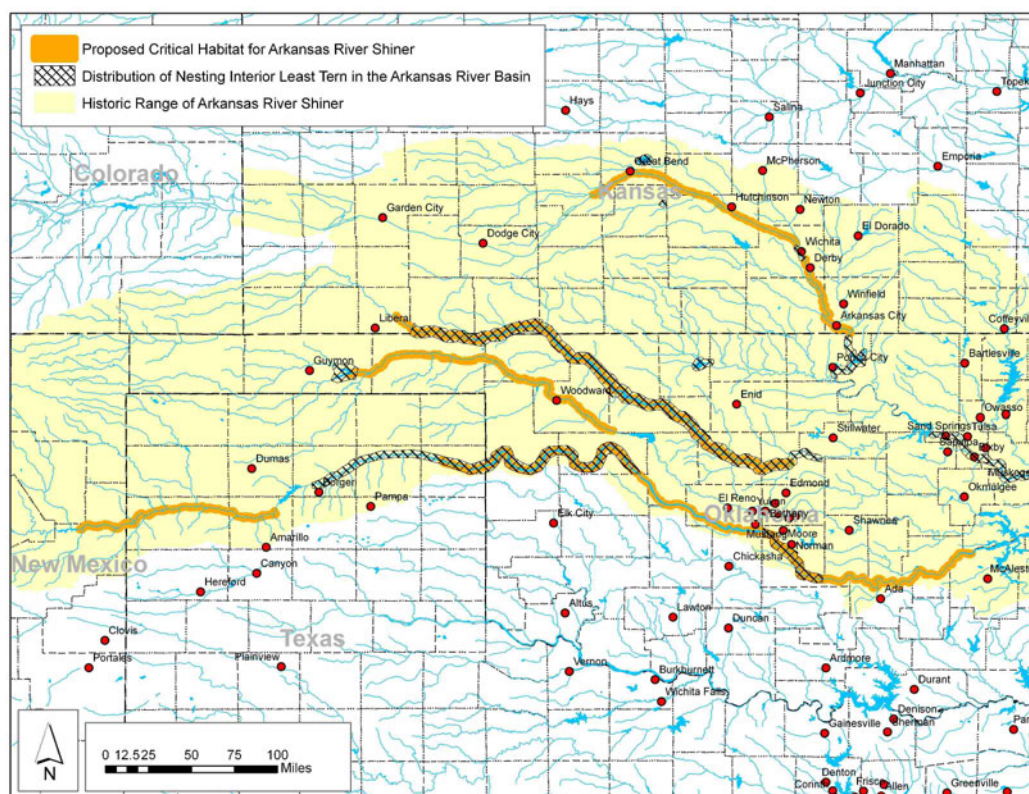 Proposed Critical Habitat for Arkansas River Shiner
Distribution of Nesting Interior Least Tern in the Arkansas River Basin
Historic Range of Arkansas River Shiner
Manhattan
Junction City
Topek
Hays
Salina
Colorado
Great Bend
McPherson
Emporia
Kansas
Hutchinson
Newton
Garden City
Dodge City
El Dorado
Wichita
Derby
Winfield
Arkansas City
Liberal
Coffeyvil
Guymon
Ponca City
Bartlesville
Woodward
Enid
Owasso
Sand Springs
Tulsa
Stillwater
Sapulpa
Bixby
Dumas
Muskoge
Borger
Edmond
Okmulgee
Pampa
El Reno
Yukon
Oklahoma
Bethany
Elk City
Shawnee
Mustang
Moore
Amarillo
Norman
New Mexico
Canyon
Chickasha
McAlest
Hereford
Ada
Altus
Lawton
Duncan
Clovis
Texas
Portales
Plainview
Vernon
Ardmore
Burkburnett
Durant
Wichita Falls
Denison
Gainesville
Sherman
Par
N
0 12.525 50 75 100
Miles
Denton
Frisco
Allen
Greenville